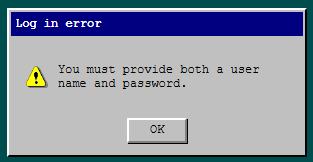 Log in error
You must provide both a user
name and password.
OK